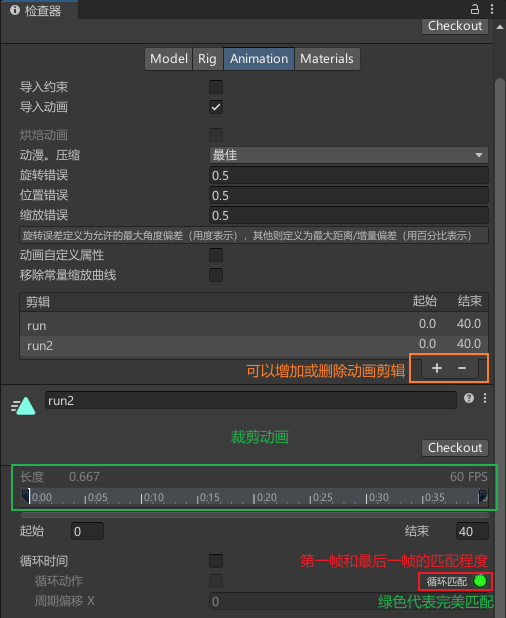 检查器
Checkout
Model Rig Animation Materials
导入约束
导入动画
烘焙动画
动漫。压缩 最佳
旋转错误 0.5
位置错误 0.5
缩放错误 0.5
旋转误差定义为允许的最大角度偏差（用度表示），其他则定义为最大距离/增量偏差（用百分比表示）
动画自定义属性
移除常量缩放曲线
剪辑 起始 结束
run 0.0 40.0
run2 0.0 40.0
可以增加或删除动画剪辑 + −
run2
裁剪动画
Checkout
长度 0.667 60 FPS
0:00 0:05 0:10 0:15 0:20 0:25 0:30 0:35
起始 0 结束 40
循环时间 第一帧和最后一帧的匹配程度
循环动作 循环匹配
周期偏移 X 0 绿色代表完美匹配